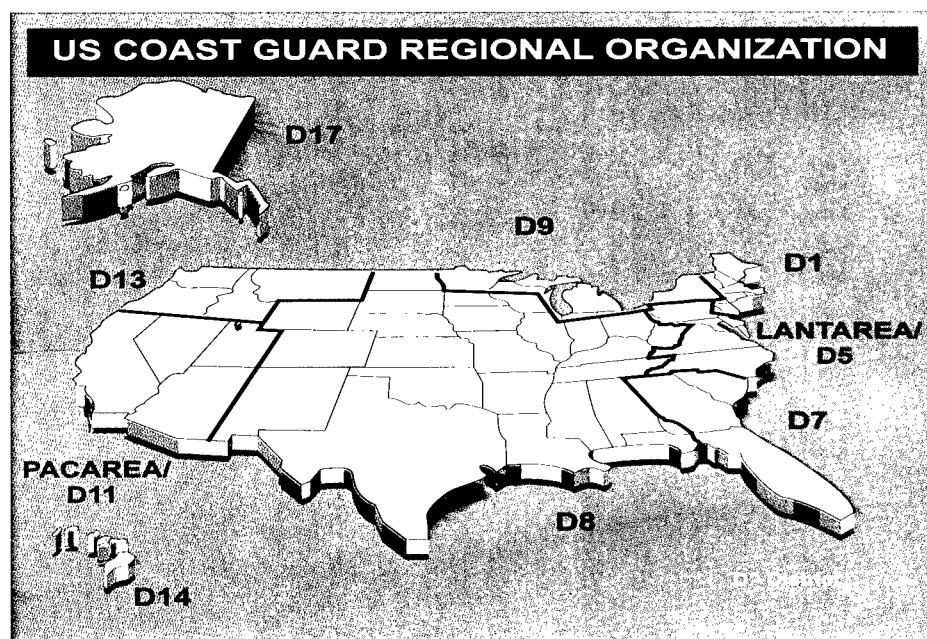 US COAST GUARD REGIONAL ORGANIZATION
D17
D9
D13
D1
LANTAREA/
D5
D7
PACAREA/
D11
D8
D14